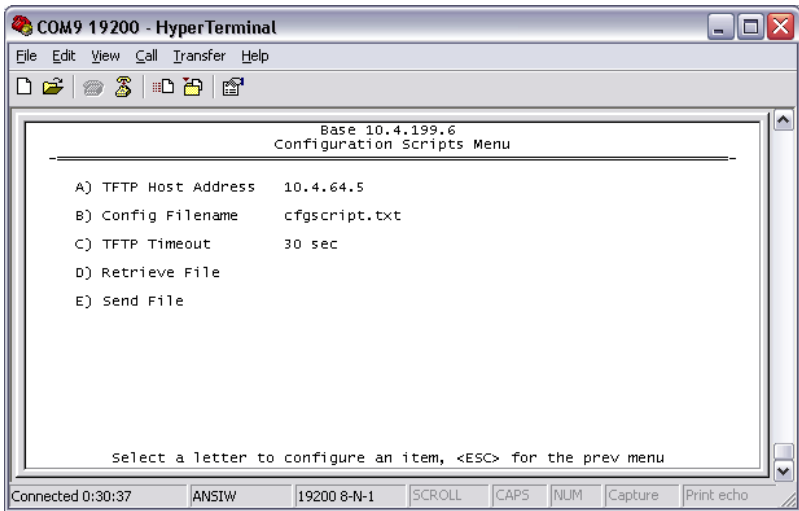 COM9 19200 - HyperTerminal
File Edit View Call Transfer Help
Base 10.4.199.6
Configuration Scripts Menu
A) TFTP Host Address 10.4.64.5
B) Config Filename cfgscript.txt
C) TFTP Timeout 30 sec
D) Retrieve File
E) Send File
Select a letter to configure an item, <ESC> for the prev menu
Connected 0:30:37 ANSIW 19200 8-N-1 SCROLL CAPS NUM Capture Print echo